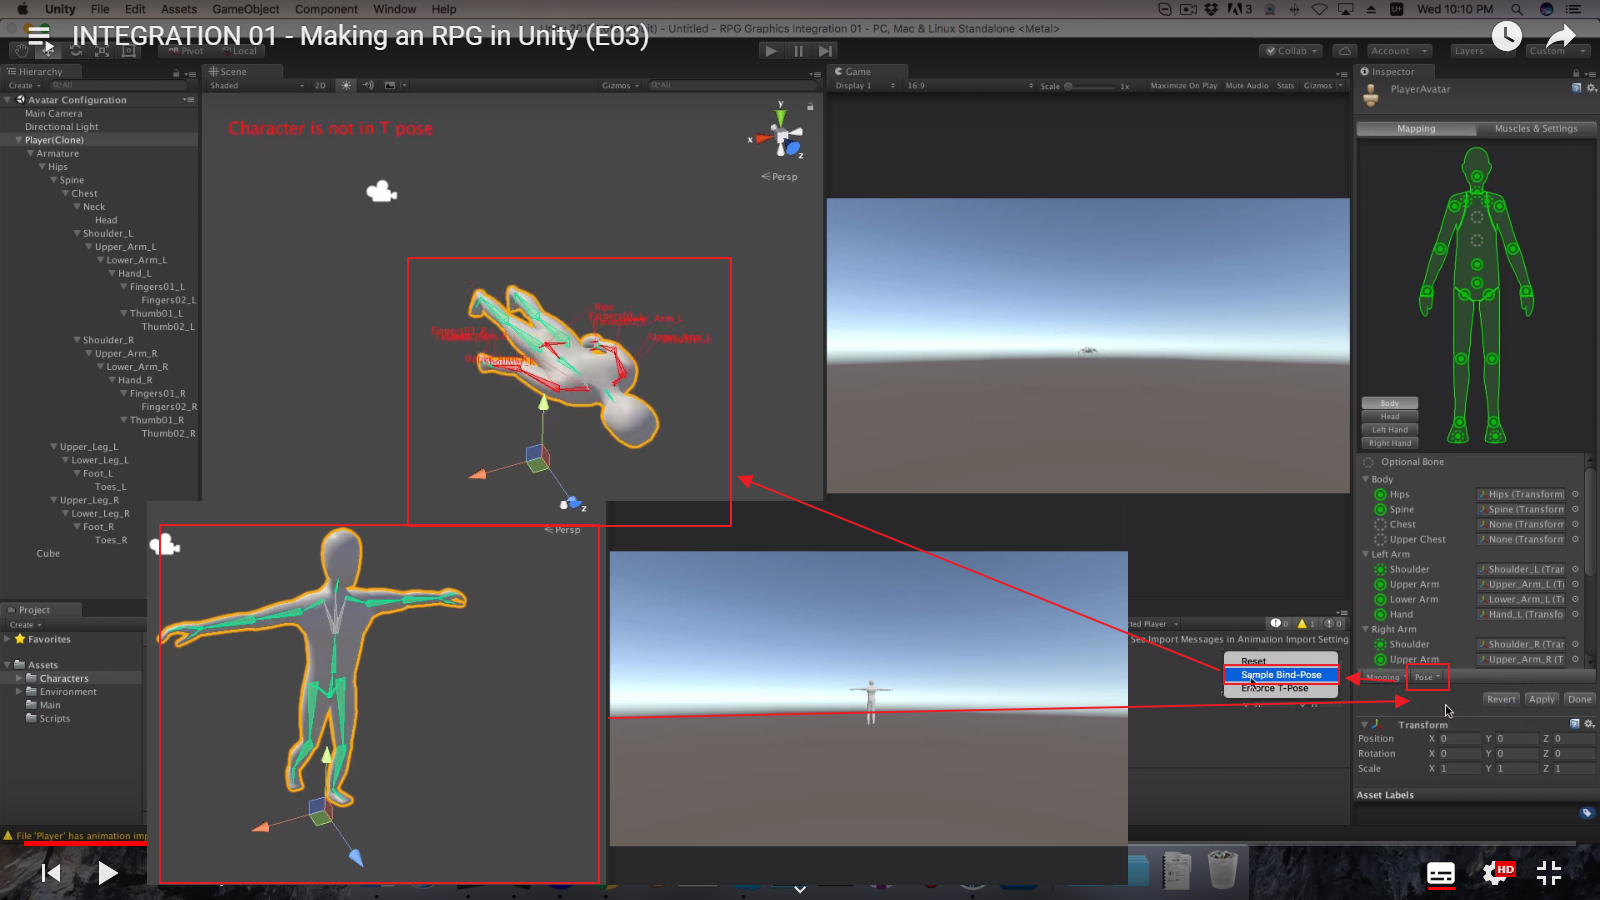 Unity File Edit Assets GameObject Component Window Help
3 Wed 10:10 PM
INTEGRATION 01 - Making an RPG in Unity (E03)
Untitled - RPG Graphics Integration 01 - PC, Mac & Linux Standalone <Metal>
Pivot Local
Collab Account Layers Custom
Hierarchy
Create All
Avatar Configuration
Main Camera
Directional Light
Player(Clone)
Armature
Hips
Spine
Chest
Neck
Head
Shoulder_L
Upper_Arm_L
Lower_Arm_L
Hand_L
Fingers01_L
Fingers02_L
Thumb01_L
Thumb02_L
Shoulder_R
Upper_Arm_R
Lower_Arm_R
Hand_R
Fingers01_R
Fingers02_R
Thumb01_R
Thumb02_R
Upper_Leg_L
Lower_Leg_L
Foot_L
Toes_L
Upper_Leg_R
Lower_Leg_R
Foot_R
Toes_R
Cube
Scene
Shaded 2D Gizmos All
Character is not in T pose
y
x
z
Persp
z
Persp
Game
Display 1 16:9 Scale 1x Maximize On Play Mute Audio Stats Gizmos
Inspector
PlayerAvatar
Mapping Muscles & Settings
Body
Head
Left Hand
Right Hand
Optional Bone
Body
Hips Hips (Transform
Spine Spine (Transform
Chest None (Transform
Upper Chest None (Transform
Left Arm
Shoulder Shoulder_L (Trar
Upper Arm Upper_Arm_L (Tr
Lower Arm Lower_Arm_L (Tr
Hand Hand_L (Transfo
Right Arm
Shoulder Shoulder_R (Trar
Upper Arm Upper_Arm_R (T
Mapping Pose
Revert Apply Done
Transform
Position X 0 Y 0 Z 0
Rotation X 0 Y 0 Z 0
Scale X 1 Y 1 Z 1
Asset Labels
cted Player 0 1 0
See Import Messages in Animation Import Setting
Reset
Sample Bind-Pose
Enforce T-Pose
Project
Create
Favorites
Assets
Characters
Environment
Main
Scripts
File 'Player' has animation imp
HD